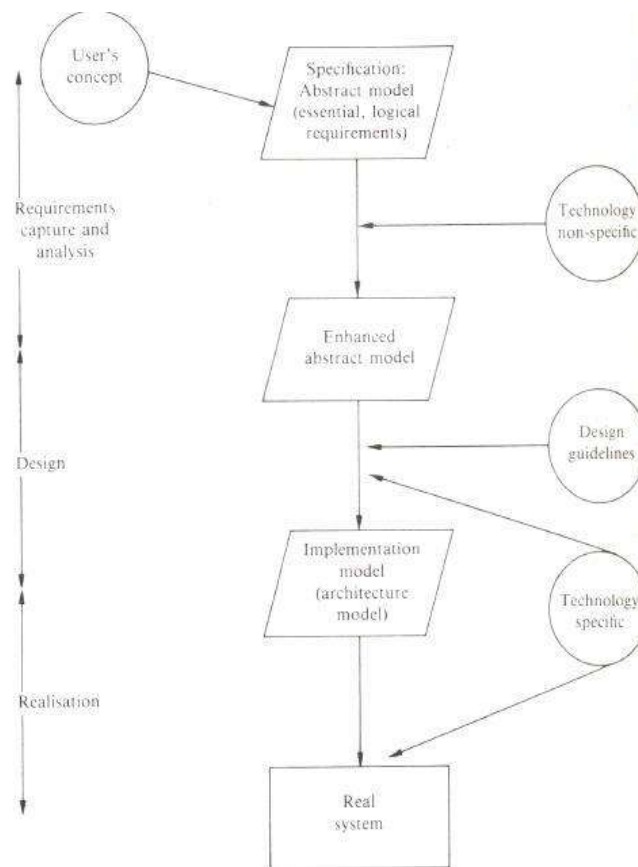 User's
concept
Specification:
Abstract model
(essential, logical
requirements)
Requirements
capture and
analysis
Technology
non-specific
Enhanced
abstract model
Design
Design
guidelines
Implementation
model
(architecture
model)
Technology
specific
Realisation
Real
system